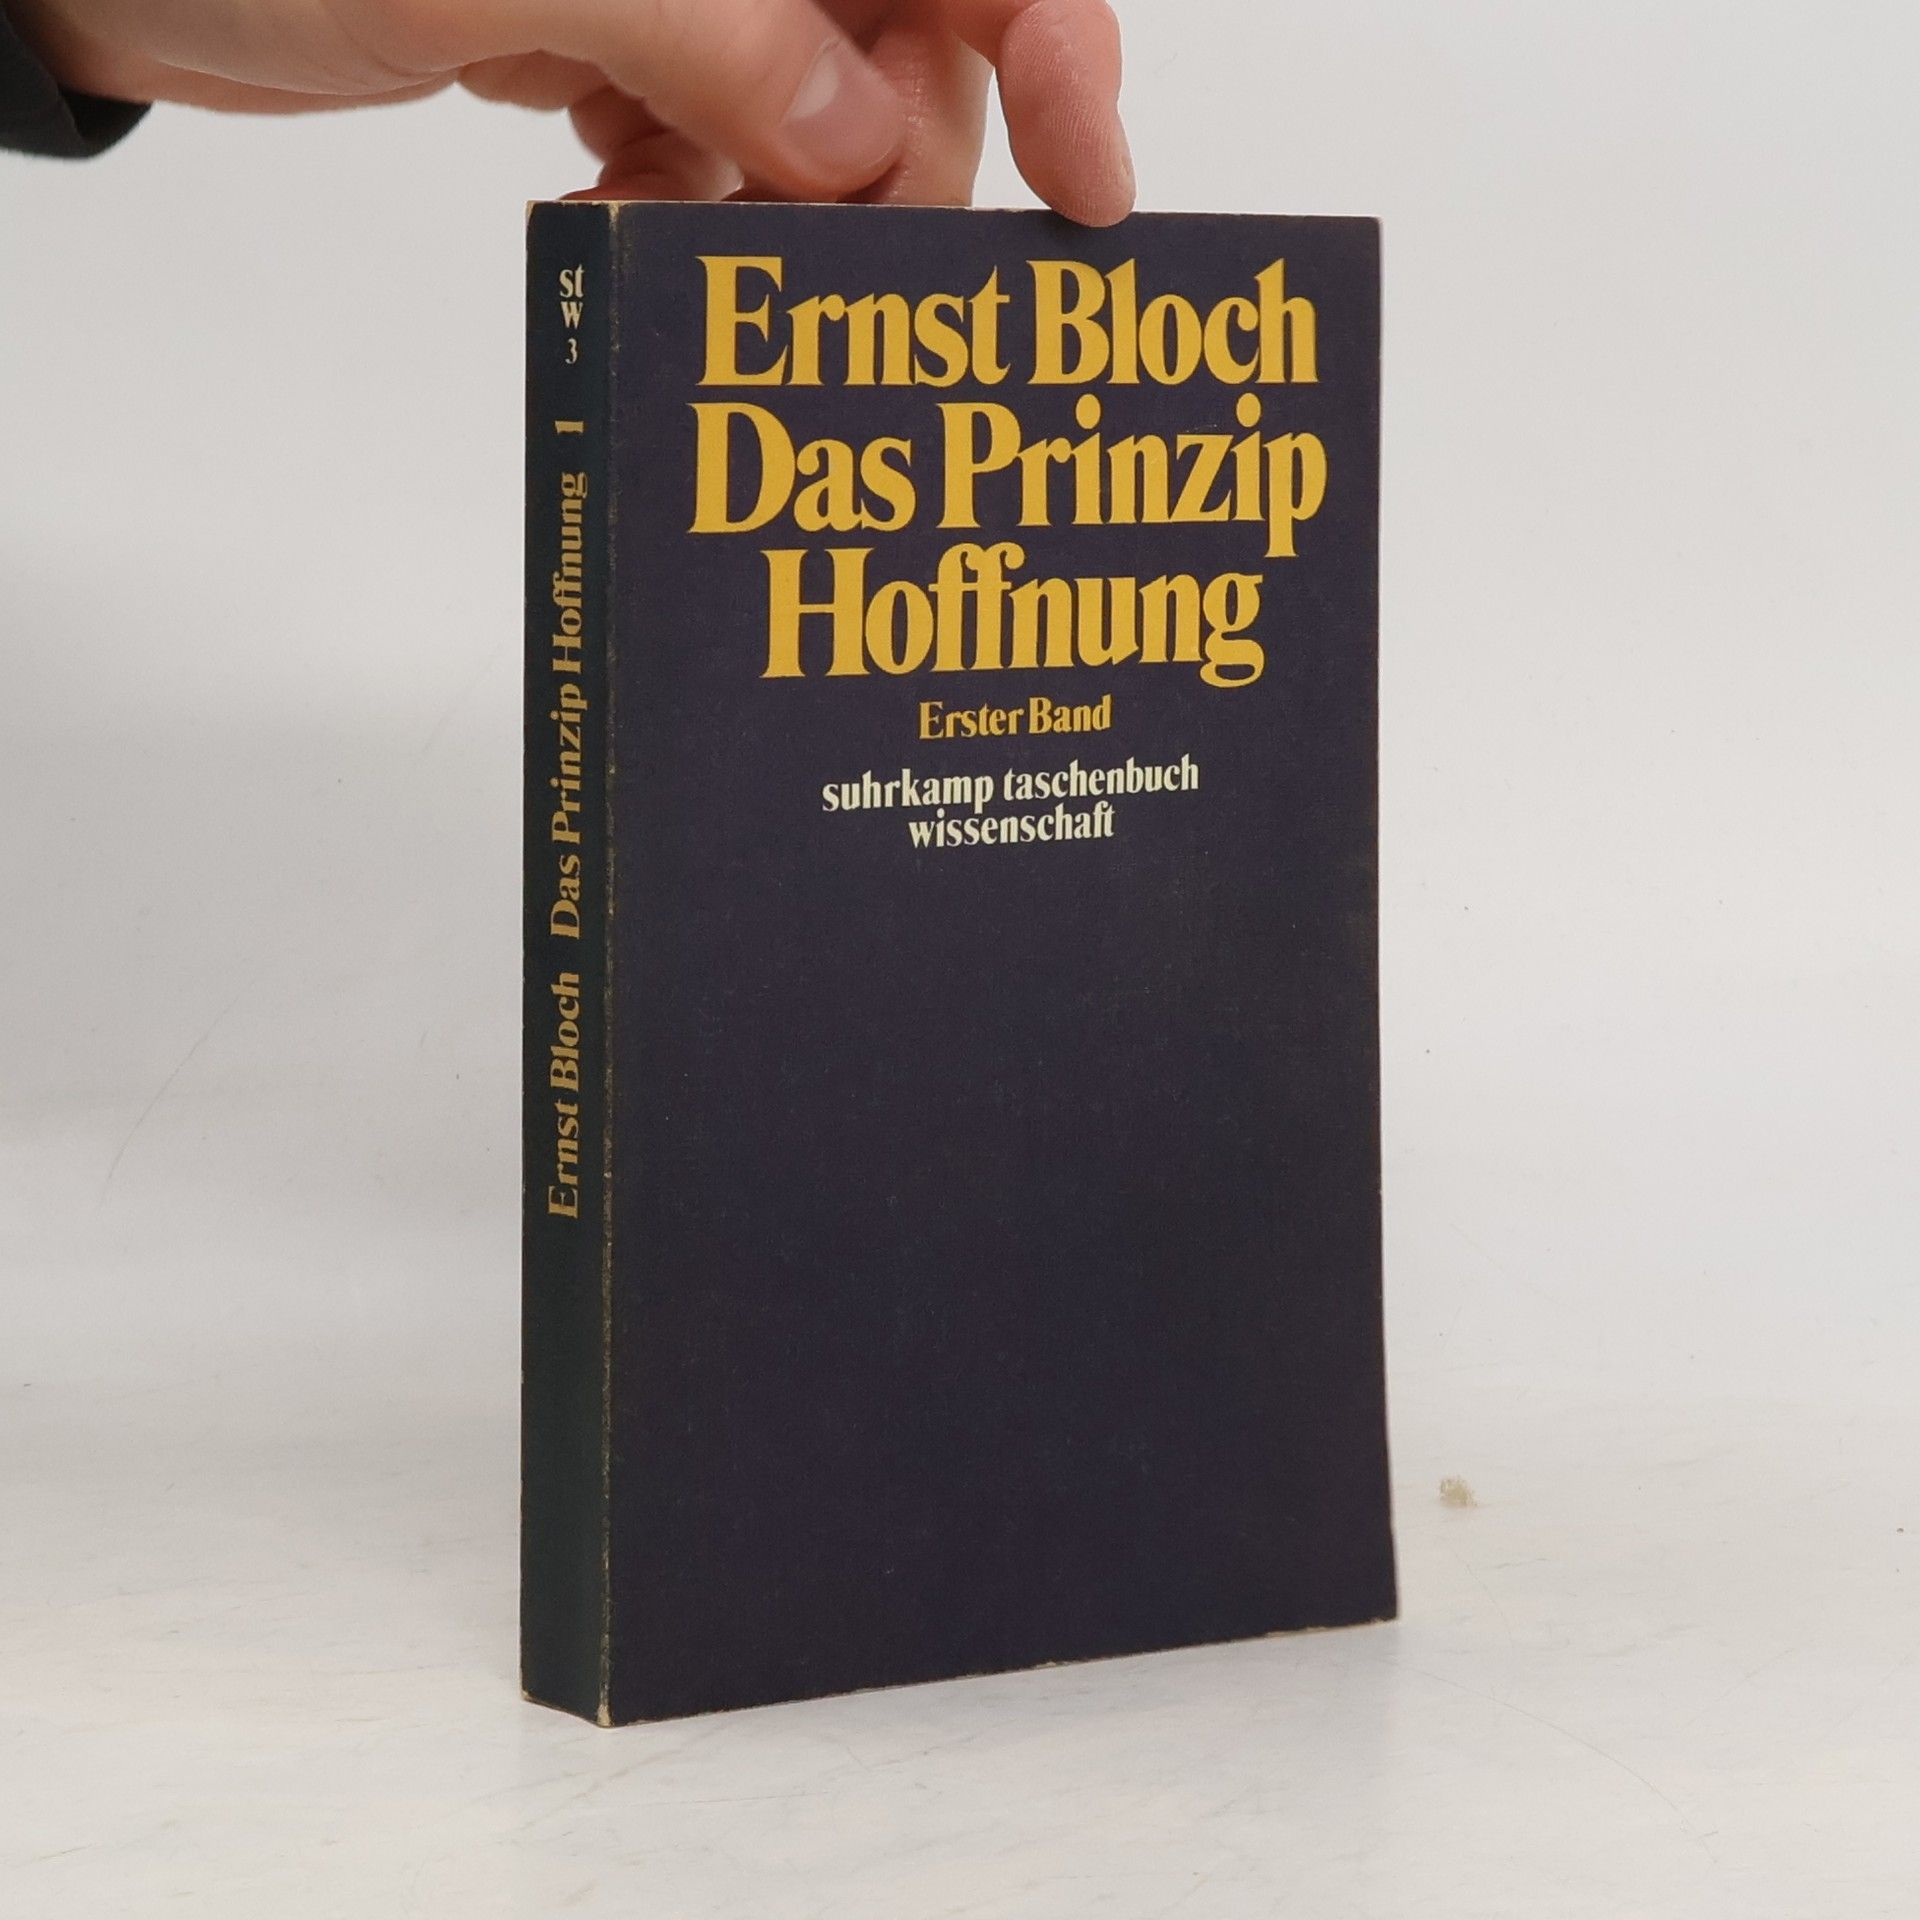 st
w
3
Ernst Bloch Das Prinzip Hoffnung 1
Ernst Bloch
Das Prinzip
Hoffnung
Erster Band
suhrkamp taschenbuch
wissenschaft